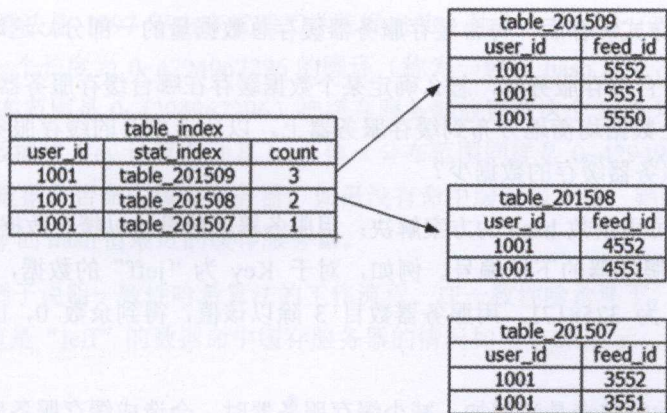 table_201509
user_id feed_id
1001 5552
1001 5551
1001 5550
table_index
user_id stat_index count
1001 table_201509 3
1001 table_201508 2
1001 table_201507 2
table_201508
user_id feed_id
1001 4552
1001 4551
table_201507
user_id feed_id
1001 3552
1001 3551